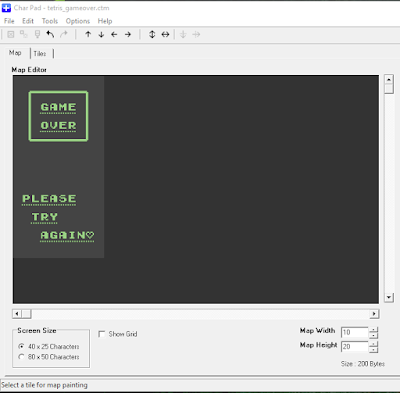 Char Pad - tetris_gameover.ctm
File Edit Tools Options Help
Map Tiles
Map Editor
GAME
OVER
PLEASE
TRY
AGAIN♡
Screen Size
40 x 25 Characters
80 x 50 Characters
Show Grid
Map Width 10
Map Height 20
Size : 200 Bytes
Select a tile for map painting